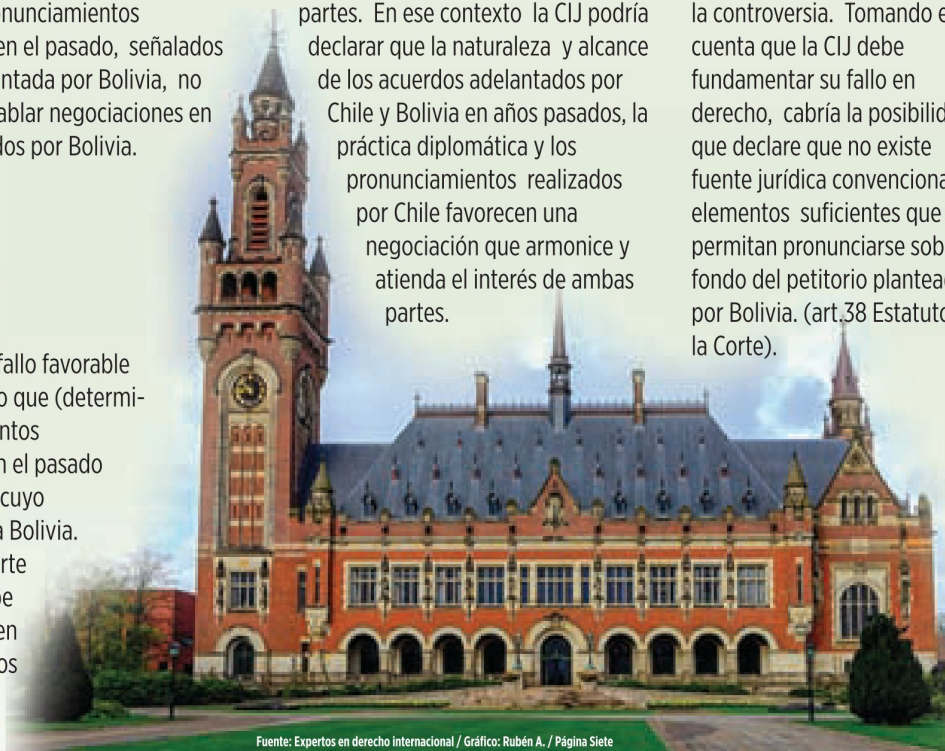 nunciamientos
en el pasado, señalados
ntada por Bolivia, no
ablar negociaciones en
dos por Bolivia.
fallo favorable
o que (determi-
ntos
n el pasado
cuyo
a Bolivia.
rte
be
en
os
partes. En ese contexto la CIJ podría
declarar que la naturaleza y alcance
de los acuerdos adelantados por
Chile y Bolivia en años pasados, la
práctica diplomática y los
pronunciamientos realizados
por Chile favorecen una
negociación que armonice y
atienda el interés de ambas
partes.
la controversia. Tomando e
cuenta que la CIJ debe
fundamentar su fallo en
derecho, cabría la posibilid
que declare que no existe
fuente jurídica convenciona
elementos suficientes que
permitan pronunciarse sob
fondo del petitorio plantead
por Bolivia. (art.38 Estatuto
la Corte).
Fuente: Expertos en derecho internacional / Gráfico: Rubén A. / Página Siete